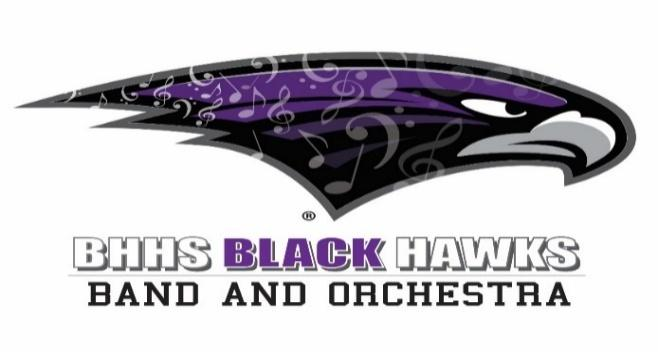 ®
BHHS BLACK HAWKS
BAND AND ORCHESTRA